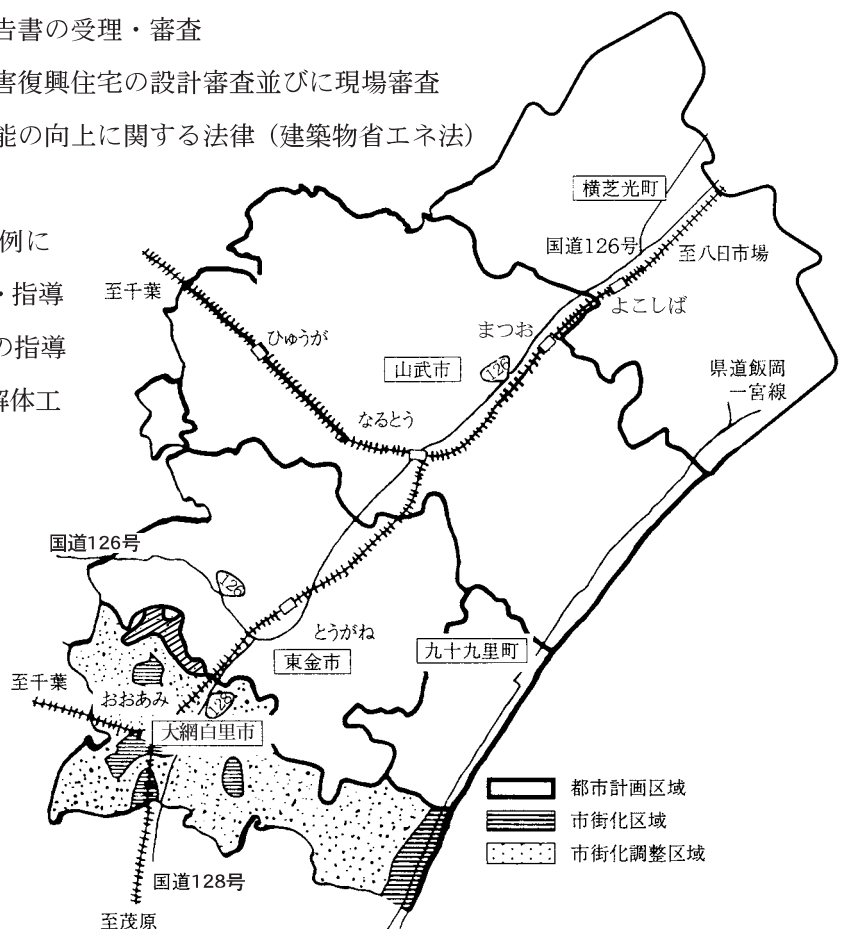 告書の受理・審査
害復興住宅の設計審査並びに現場審査
能の向上に関する法律（建築物省エネ法）
例に
・指導
の指導
解体工
横芝光町
国道126号
至八日市場
至千葉
よこしば
まつお
ひゅうが
山武市
126
県道飯岡
一宮線
なるとう
国道126号
126
とうがね
東金市
九十九里町
至千葉
おおあみ
128
大網白里市
都市計画区域
市街化区域
市街化調整区域
国道128号
至茂原